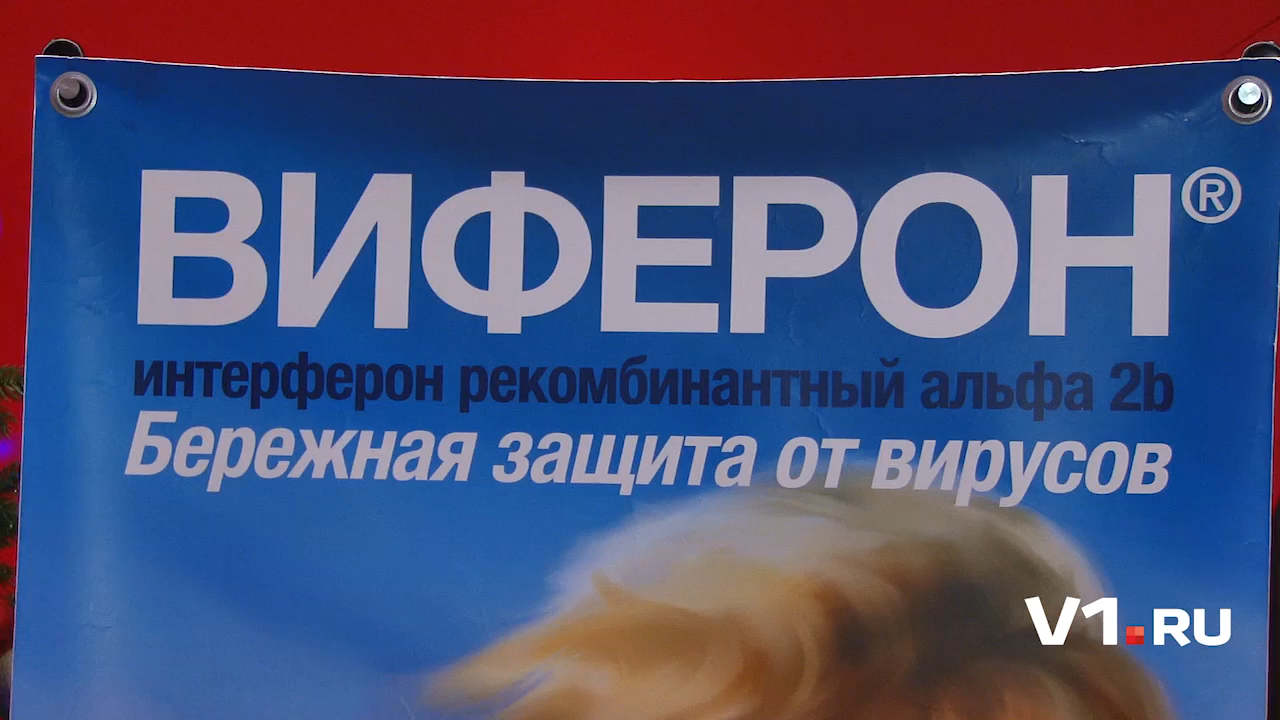 ВИФЕРОН®
интерферон рекомбинантный альфа 2b
Бережная защита от вирусов
V1.RU